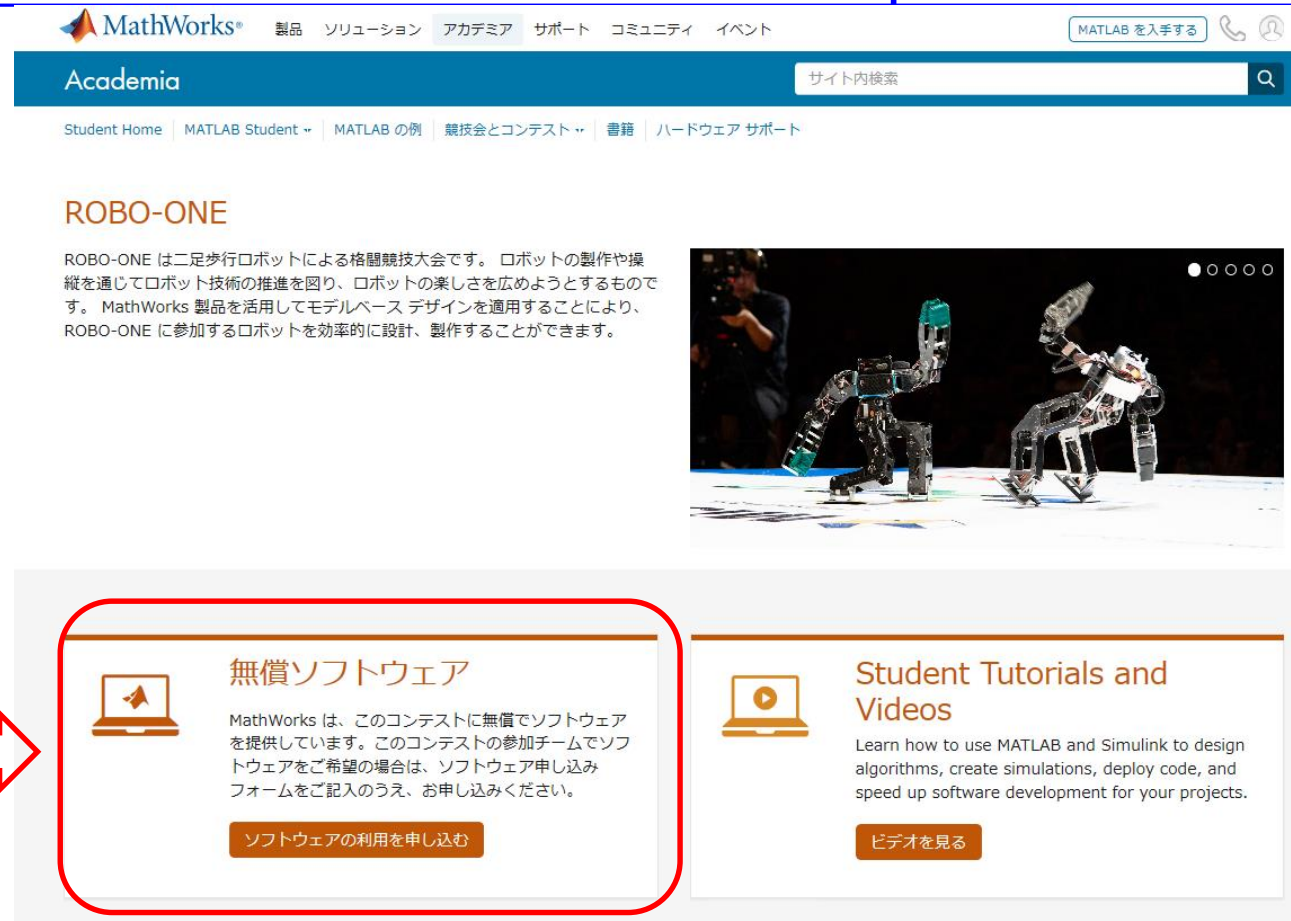 MathWorks®
製品 ソリューション アカデミア サポート コミュニティ イベント
MATLAB を入手する
Academia
サイト内検索
Student Home MATLAB Student MATLAB の例 競技会とコンテスト 書籍 ハードウェア サポート
ROBO-ONE
ROBO-ONE は二足歩行ロボットによる格闘競技大会です。 ロボットの製作や操
縦を通じてロボット技術の推進を図り、ロボットの楽しさを広めようとするもので
す。 MathWorks 製品を活用してモデルベース デザインを適用することにより、
ROBO-ONE に参加するロボットを効率的に設計、製作することができます。
無償ソフトウェア
MathWorks は、このコンテストに無償でソフトウェア
を提供しています。このコンテストの参加チームでソフ
トウェアをご希望の場合は、ソフトウェア申し込み
フォームをご記入のうえ、お申し込みください。
ソフトウェアの利用を申し込む
Student Tutorials and
Videos
Learn how to use MATLAB and Simulink to design
algorithms, create simulations, deploy code, and
speed up software development for your projects.
ビデオを見る